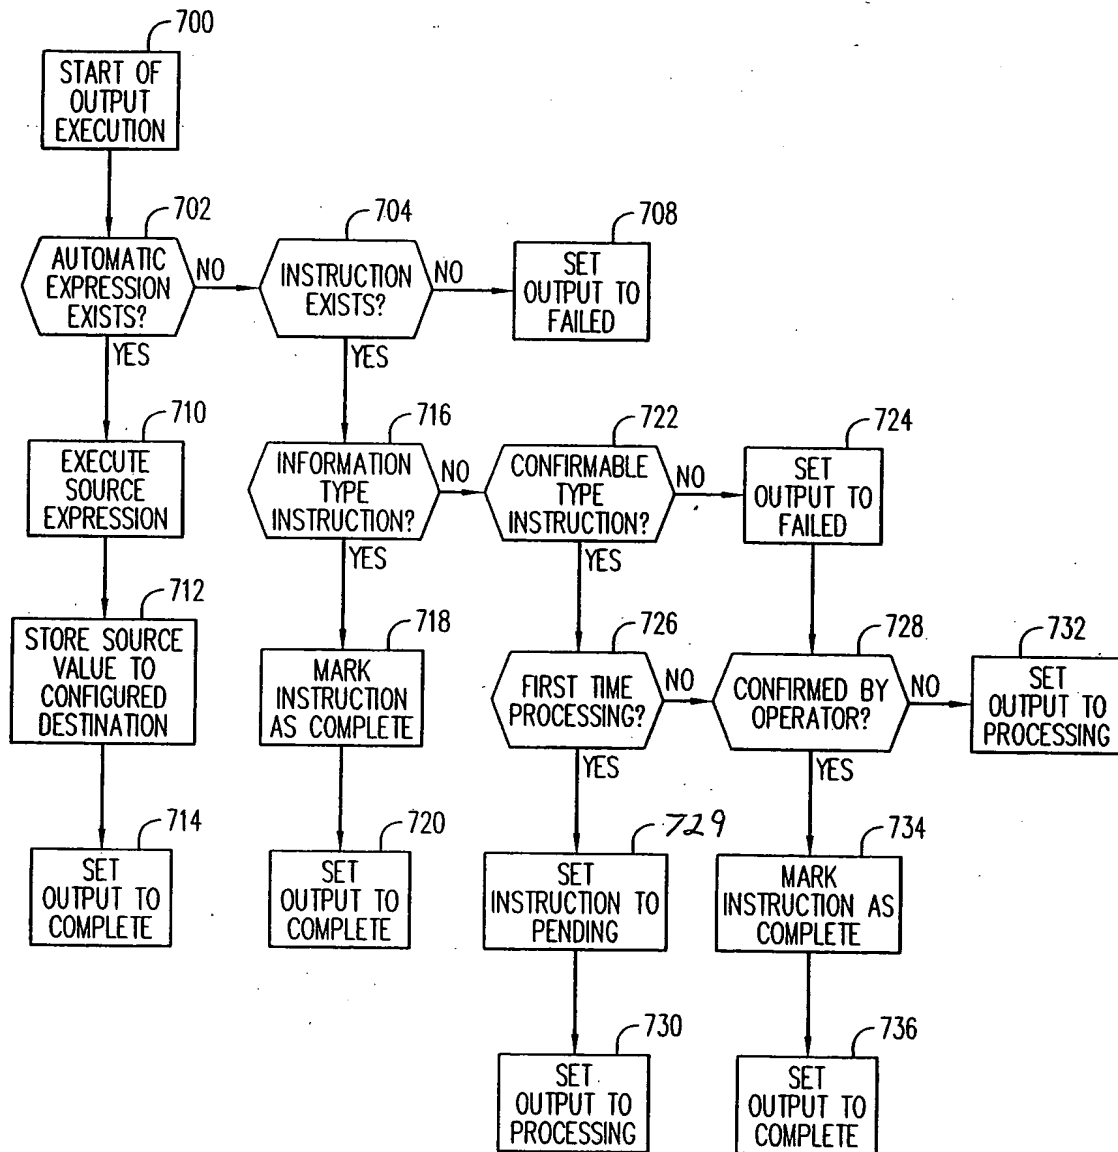 700
START OF
OUTPUT
EXECUTION
702
AUTOMATIC
EXPRESSION
EXISTS?
NO
YES
704
INSTRUCTION
EXISTS?
NO
YES
708
SET
OUTPUT TO
FAILED
710
EXECUTE
SOURCE
EXPRESSION
716
INFORMATION
TYPE
INSTRUCTION?
NO
YES
722
CONFIRMABLE
TYPE
INSTRUCTION?
NO
YES
724
SET
OUTPUT TO
FAILED
712
STORE SOURCE
VALUE TO
CONFIGURED
DESTINATION
718
MARK
INSTRUCTION
AS COMPLETE
726
FIRST TIME
PROCESSING?
NO
YES
728
CONFIRMED BY
OPERATOR?
NO
YES
732
SET
OUTPUT TO
PROCESSING
714
SET
OUTPUT TO
COMPLETE
720
SET
OUTPUT TO
COMPLETE
729
SET
INSTRUCTION TO
PENDING
734
MARK
INSTRUCTION AS
COMPLETE
730
SET
OUTPUT TO
PROCESSING
736
SET
OUTPUT TO
COMPLETE